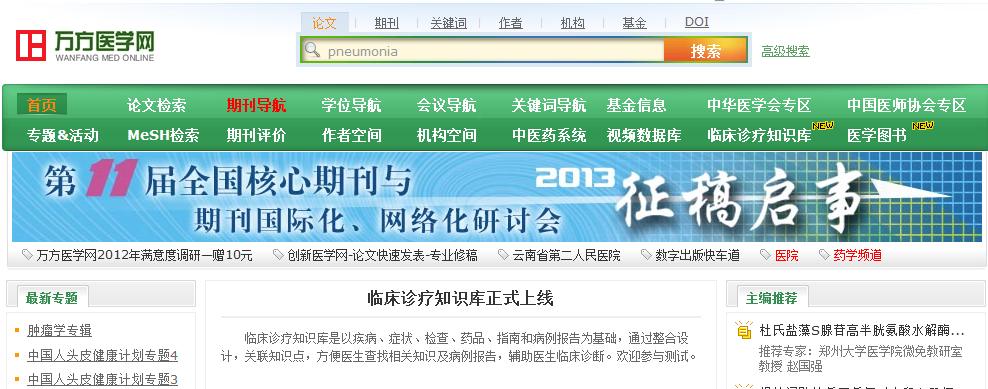 论文 期刊 关键词 作者 机构 基金 DOI
万方医学网
WANFANG MED ONLINE
pneumonia 搜索 高级搜索
首页 论文检索 期刊导航 学位导航 会议导航 关键词导航 基金信息 中华医学会专区 中国医师协会专区
专题&活动 MeSH检索 期刊评价 作者空间 机构空间 中医药系统 视频数据库 临床诊疗知识库 NEW 医学图书 NEW
第11届全国核心期刊与
期刊国际化、网络化研讨会
2013 征稿启事
万方医学网2012年满意度调研一赠10元 创新医学网-论文快速发表-专业修稿 云南省第二人民医院 数字出版快车道 医院 药学频道
最新专题
肿瘤学专辑
中国人头皮健康计划专题4
中国人头皮健康计划专题3
临床诊疗知识库正式上线
临床诊疗知识库是以疾病、症状、检查、药品、指南和病例报告为基础，通过整合设
计，关联知识点，方便医生查找相关知识及病例报告，辅助医生临床诊断。欢迎参与测试。
主编推荐
杜氏盐藻S腺苷高半胱氨酸水解酶...
推荐专家：郑州大学医学院微免教研室
教授 赵国强